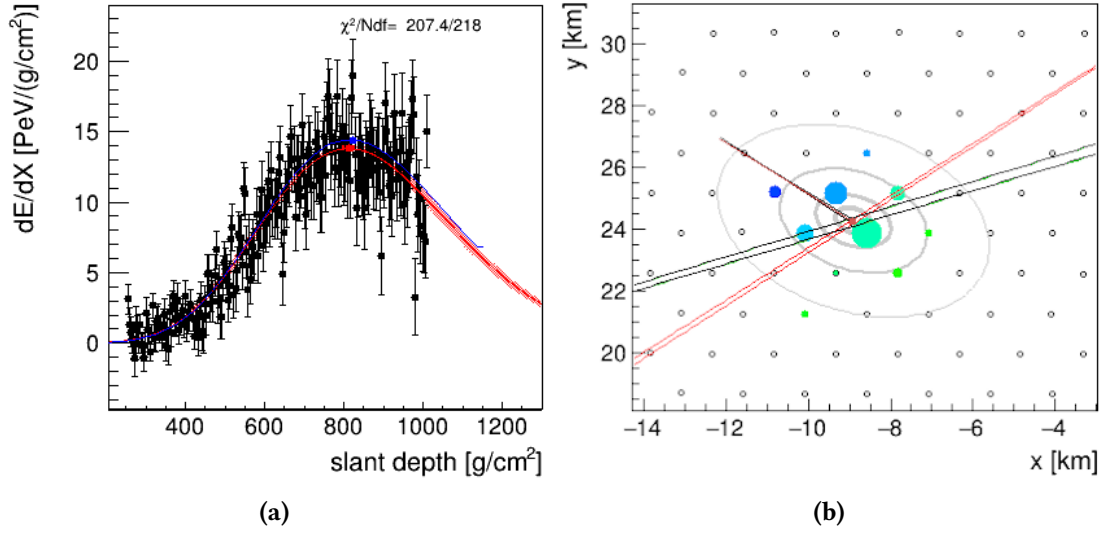 χ²/Ndf= 207.4/218
dE/dX [PeV/(g/cm²)]
20
15
10
5
0
400 600 800 1000 1200
slant depth [g/cm²]
(a)
y [km]
30
28
26
24
22
20
−14 −12 −10 −8 −6 −4
x [km]
(b)